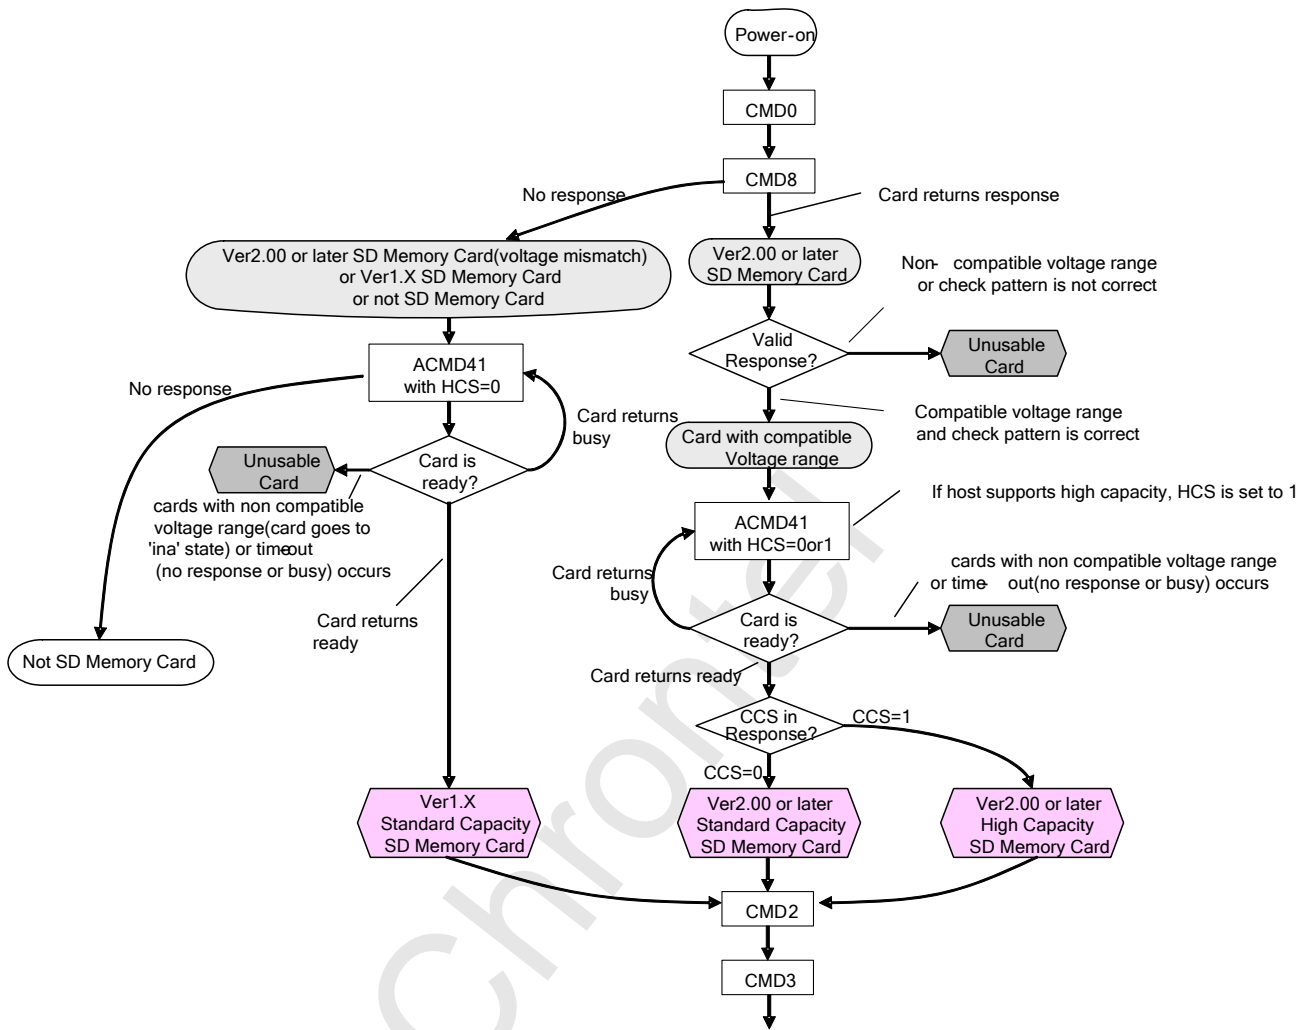 Power-on
CMD0
CMD8
No response
Card returns response
Ver2.00 or later SD Memory Card(voltage mismatch)
or Ver1.X SD Memory Card
or not SD Memory Card
Ver2.00 or later
SD Memory Card
Non- compatible voltage range
or check pattern is not correct
Valid
Response?
Unusable
Card
ACMD41
with HCS=0
No response
Card returns
busy
Compatible voltage range
and check pattern is correct
Card with compatible
Voltage range
Unusable
Card
Card is
ready?
cards with non compatible
voltage range(card goes to
'ina' state) or time-out
(no response or busy) occurs
If host supports high capacity, HCS is set to 1
ACMD41
with HCS=0or1
Card returns
busy
cards with non compatible voltage range
or time- out(no response or busy) occurs
Card is
ready?
Unusable
Card
Card returns
ready
Not SD Memory Card
Card returns ready
CCS in
Response?
CCS=1
CCS=0
Ver1.X
Standard Capacity
SD Memory Card
Ver2.00 or later
Standard Capacity
SD Memory Card
Ver2.00 or later
High Capacity
SD Memory Card
CMD2
CMD3
Chrontel